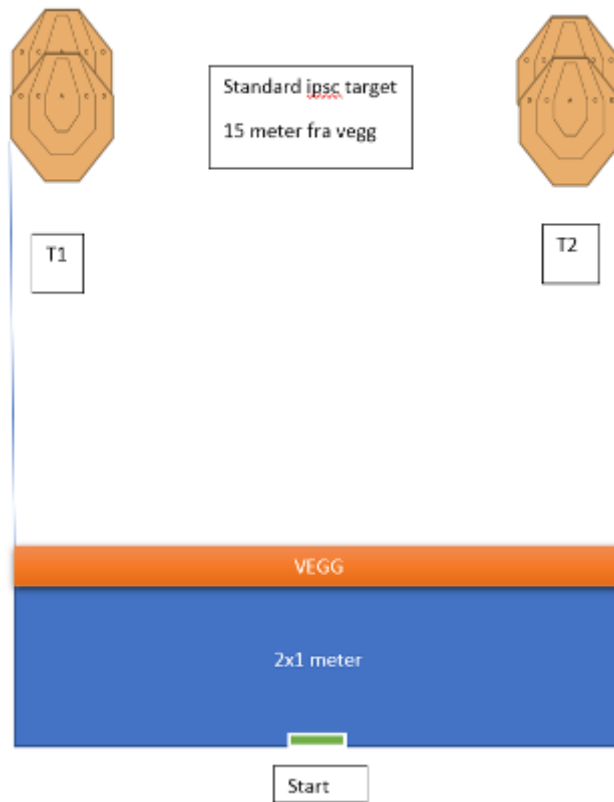 Standard ipsc target
15 meter fra vegg
T1
T2
VEGG
2x1 meter
Start